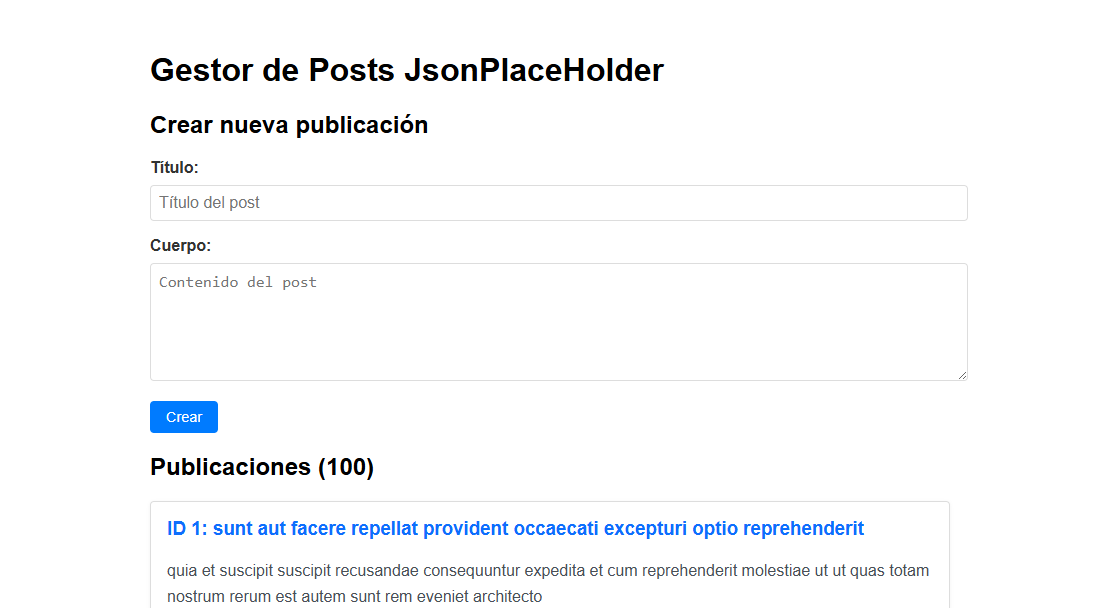 Gestor de Posts JsonPlaceHolder
Crear nueva publicación
Título:
Título del post
Cuerpo:
Contenido del post
Crear
Publicaciones (100)
ID 1: sunt aut facere repellat provident occaecati excepturi optio reprehenderit
quia et suscipit suscipit recusandae consequuntur expedita et cum reprehenderit molestiae ut ut quas totam
nostrum rerum est autem sunt rem eveniet architecto